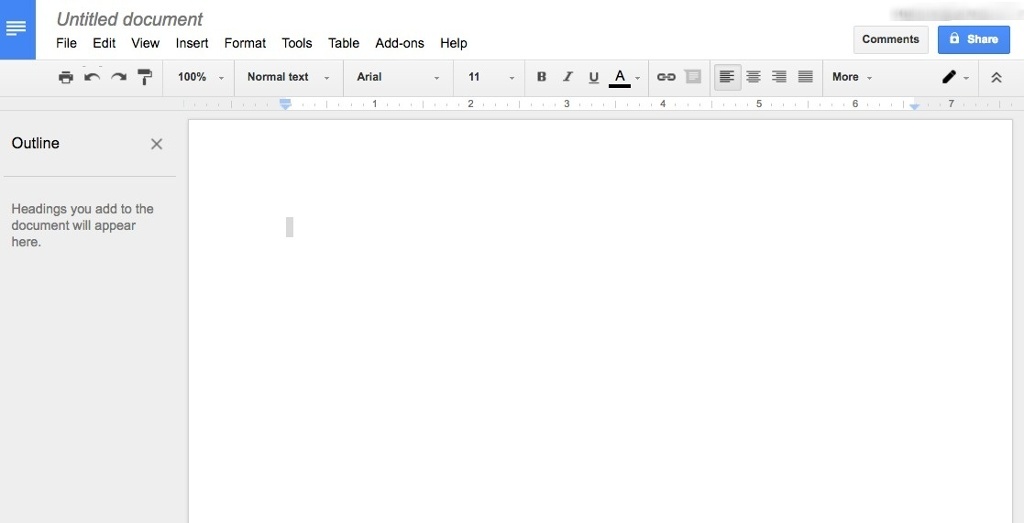 Untitled document
File Edit View Insert Format Tools Table Add-ons Help
Comments Share
100% Normal text Arial 11 B I U A More
1 2 3 4 5 6 7
Outline
Headings you add to the
document will appear
here.